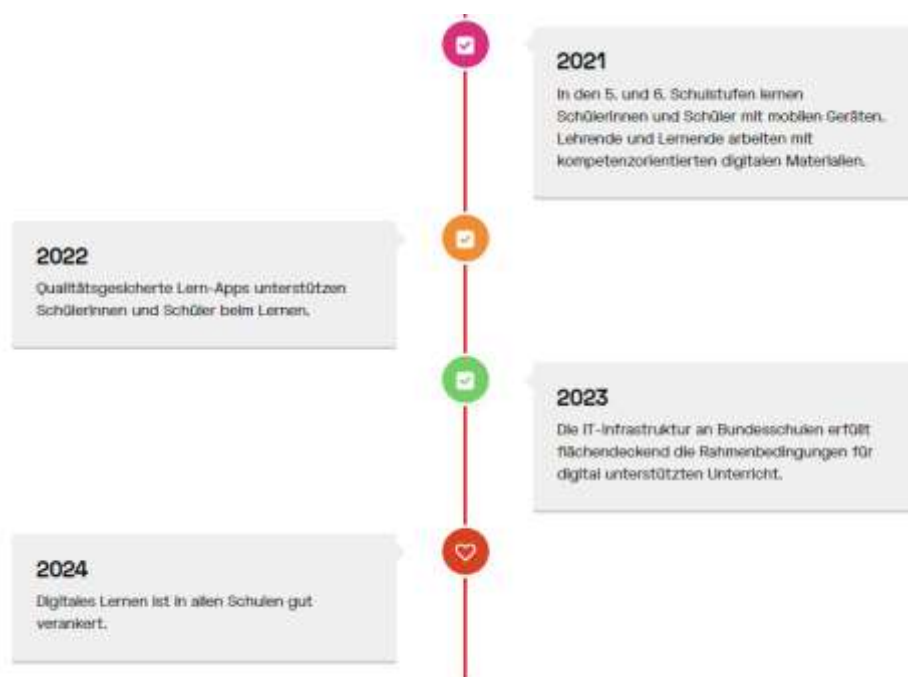 2021
In den 5. und 6. Schulstufen lernen
Schülerinnen und Schüler mit mobilen Geräten.
Lehrende und Lernende arbeiten mit
kompetenzorientierten digitalen Materialien.
2022
Qualitätsgesicherte Lern-Apps unterstützen
Schülerinnen und Schüler beim Lernen.
2023
Die IT-Infrastruktur an Bundesschulen erfüllt
flächendeckend die Rahmenbedingungen für
digital unterstützten Unterricht.
2024
Digitales Lernen ist in allen Schulen gut
verankert.